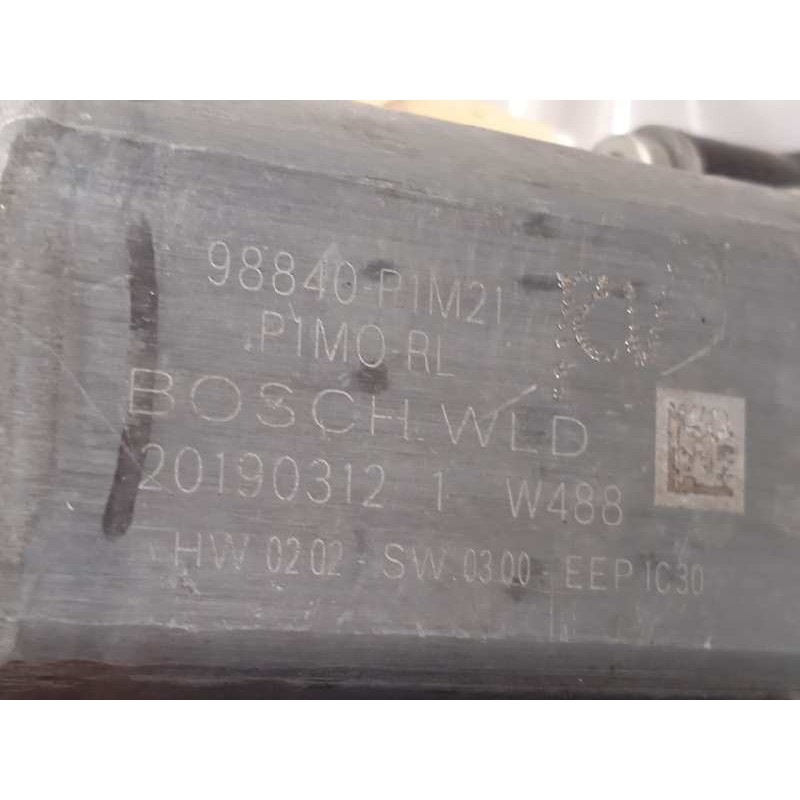 98840-P1M21
P1MO-RL
BOSCH.WLD
20190312 1 W488
HW 02.02 - SW.03.00 - EEP 1C30